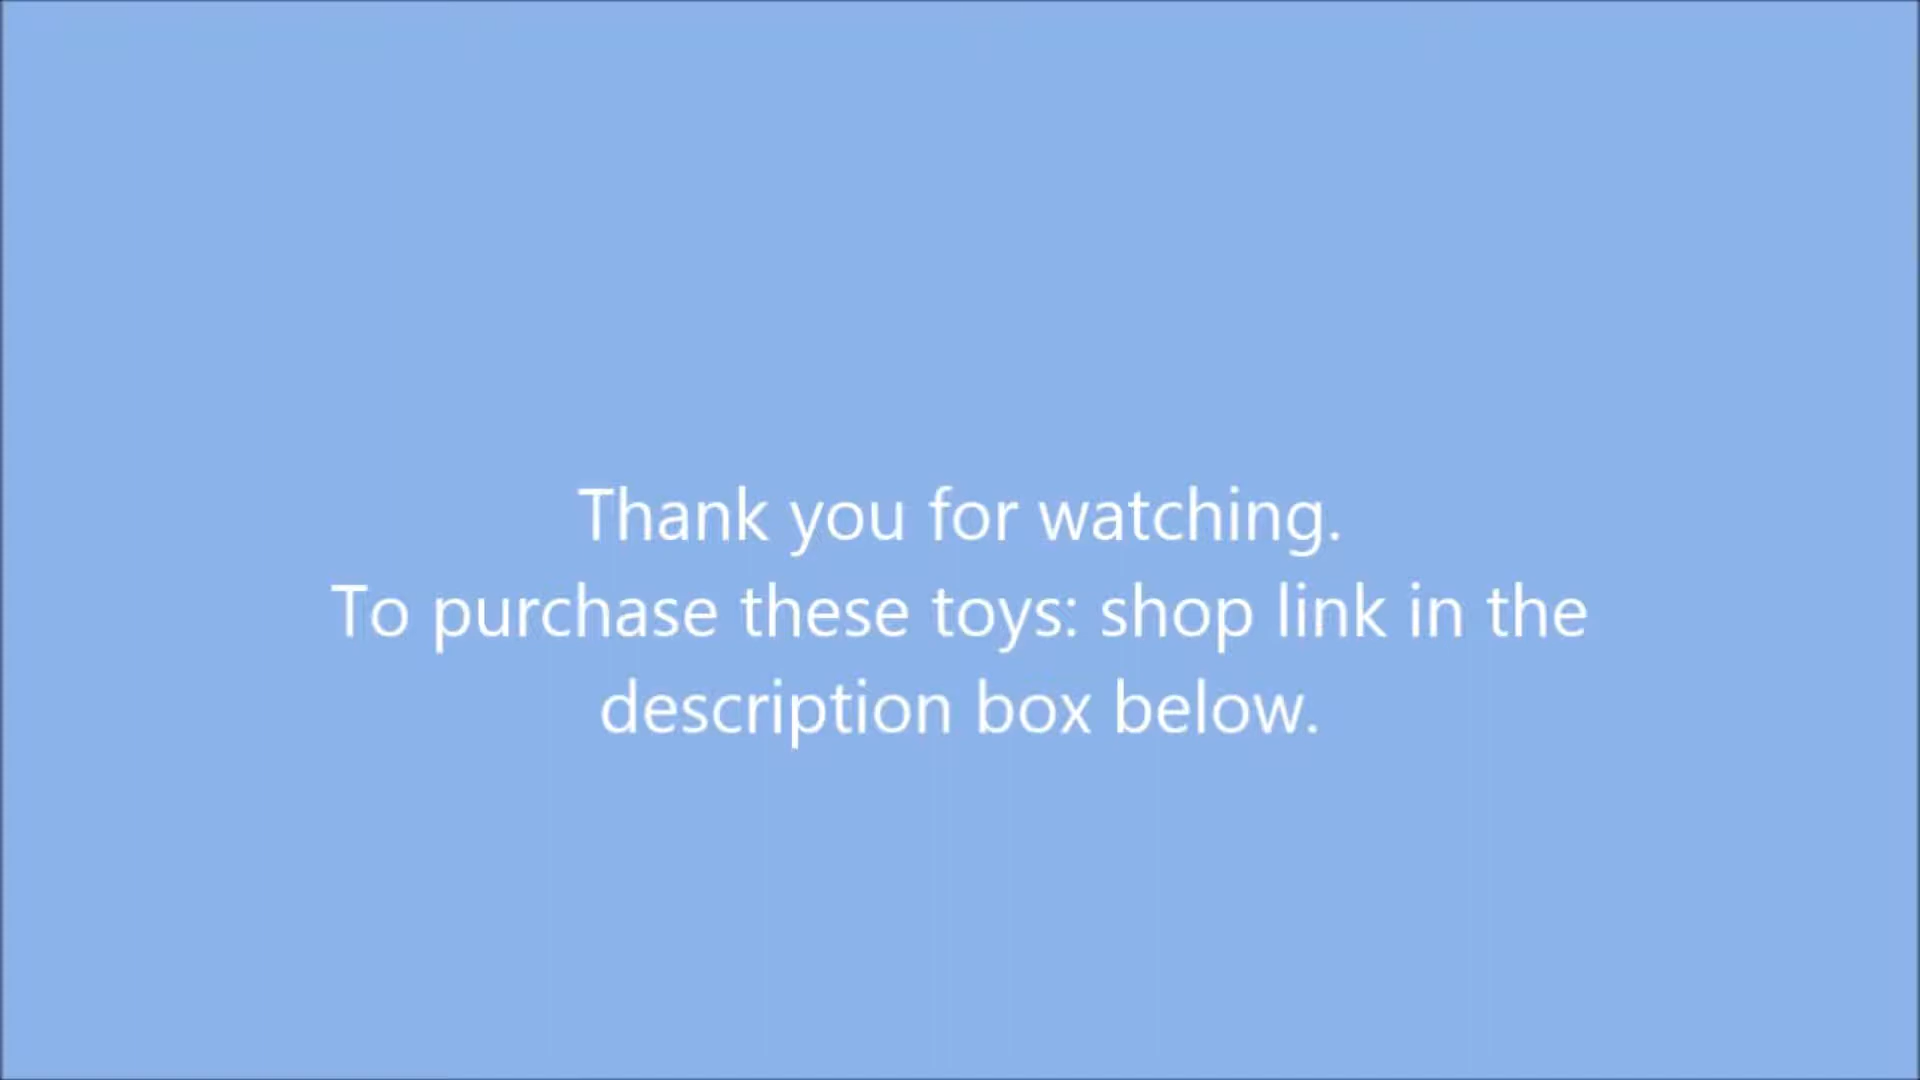 Thank you for watching.
To purchase these toys: shop link in the
description box below.